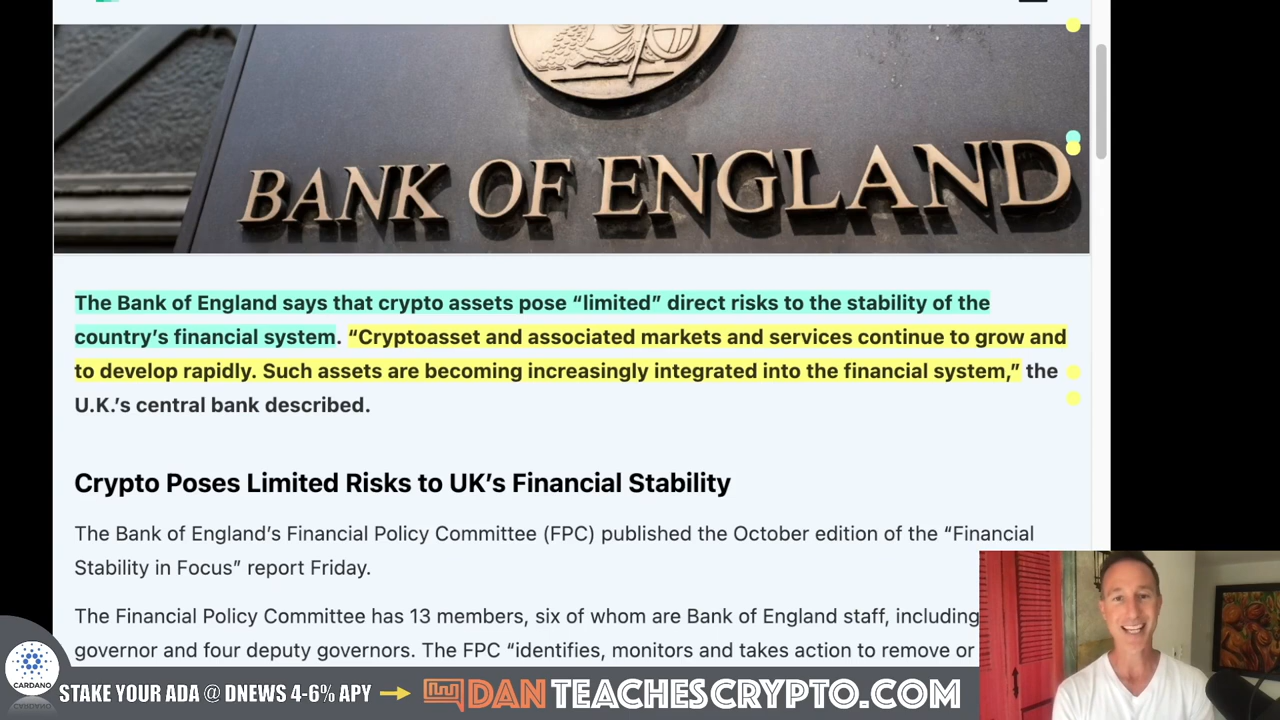 BANK OF ENGLAND
The Bank of England says that crypto assets pose “limited” direct risks to the stability of the
country’s financial system. “Cryptoasset and associated markets and services continue to grow and
to develop rapidly. Such assets are becoming increasingly integrated into the financial system,” the
U.K.’s central bank described.
Crypto Poses Limited Risks to UK’s Financial Stability
The Bank of England’s Financial Policy Committee (FPC) published the October edition of the “Financial
Stability in Focus” report Friday.
The Financial Policy Committee has 13 members, six of whom are Bank of England staff, including
governor and four deputy governors. The FPC “identifies, monitors and takes action to remove or
CARDANO
STAKE YOUR ADA @ DNEWS 4-6% APY
DANTEACHESCRYPTO.COM